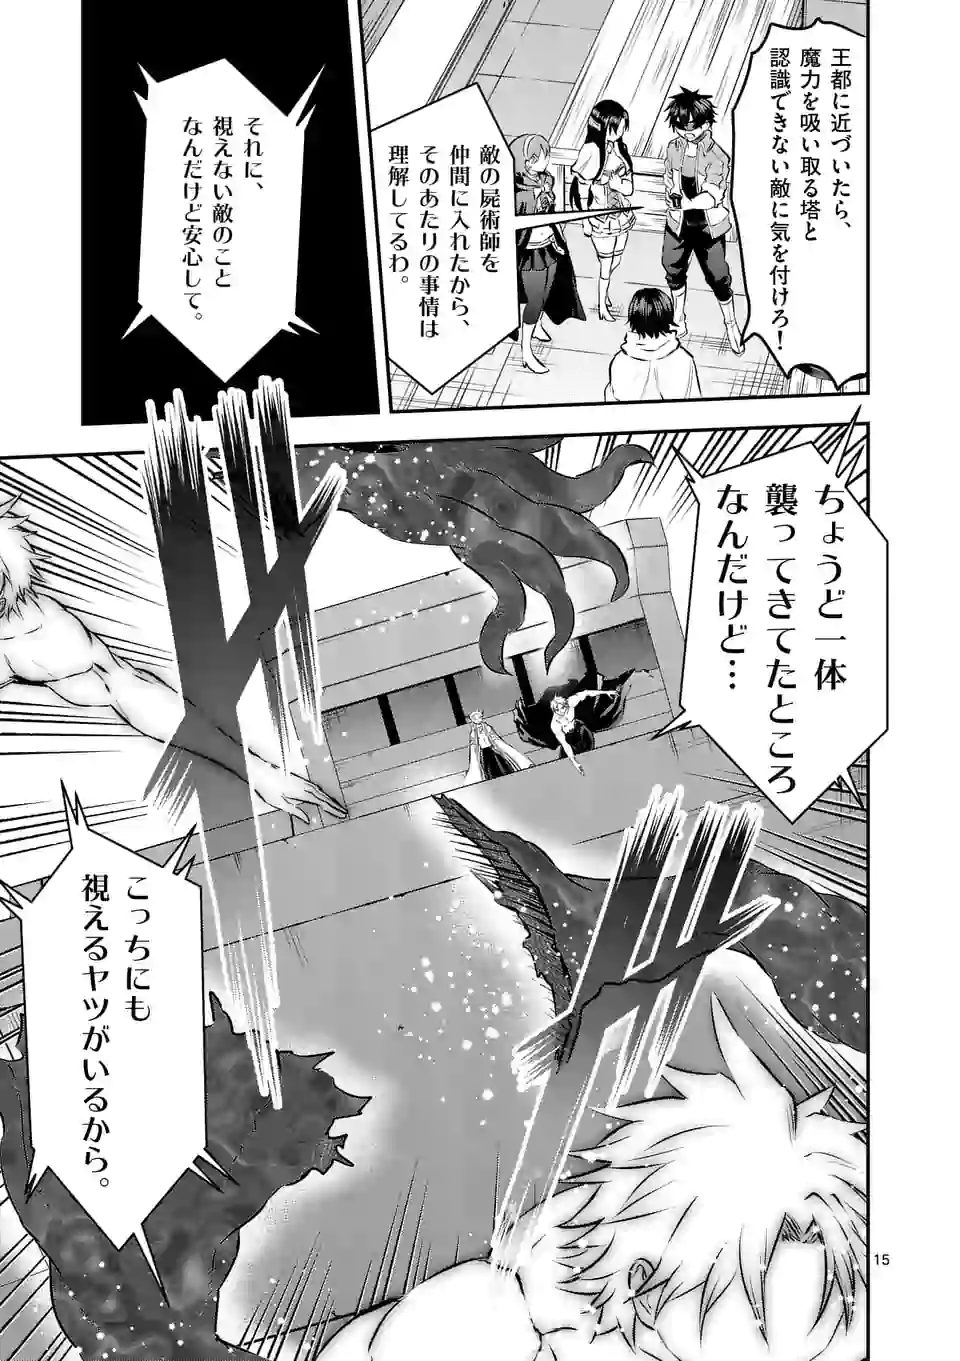 王都に近づいたら、
魔力を吸い取る塔と
認識できない敵に気を付けろ！
敵の屍術師を
仲間に入れたから、
そのあたりの事情は
理解してるわ。
それに、
視えない敵のこと
なんだけど安心して。
ちょうど一体
襲ってきてたところ
なんだけど…
こっちにも
視えるヤツがいるから。
15